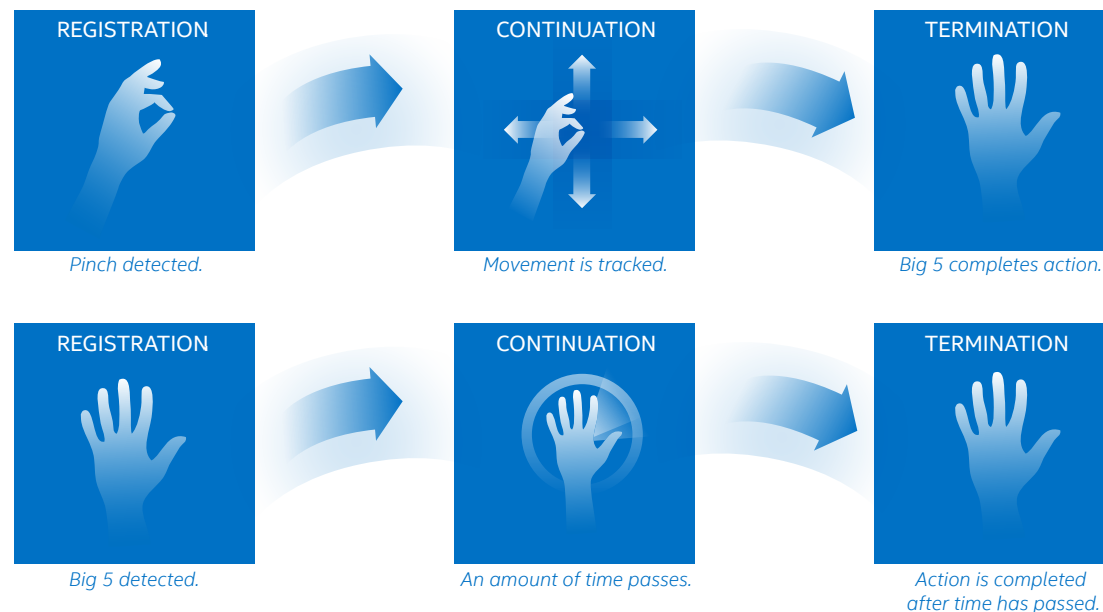 REGISTRATION
CONTINUATION
TERMINATION
Pinch detected.
Movement is tracked.
Big 5 completes action.
REGISTRATION
CONTINUATION
TERMINATION
Big 5 detected.
An amount of time passes.
Action is completed
after time has passed.